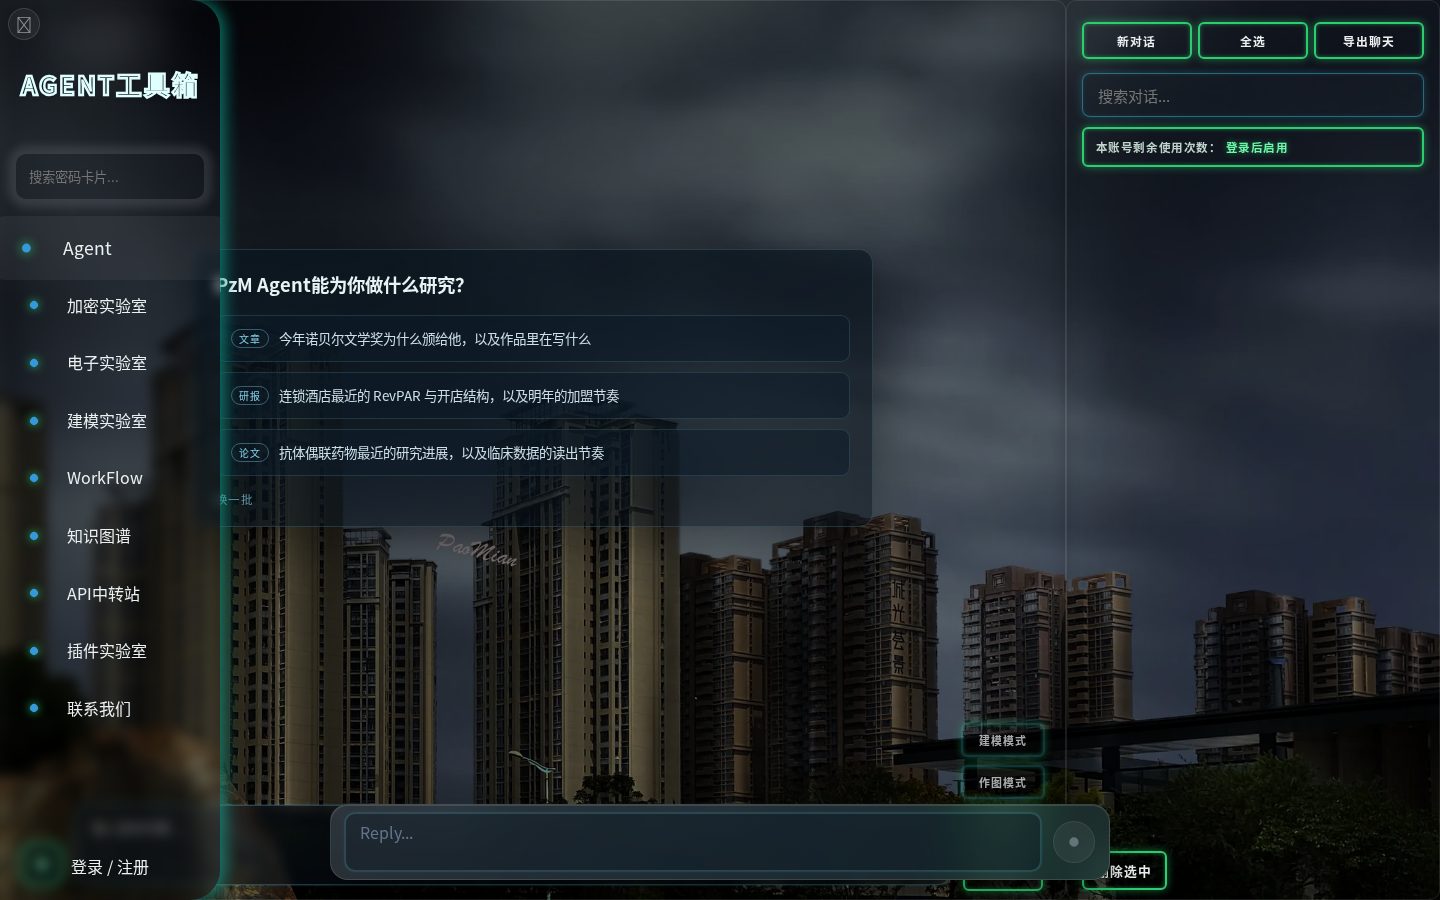 AGENT工具箱
搜索密码卡片...
Agent
加密实验室
电子实验室
建模实验室
WorkFlow
知识图谱
API中转站
插件实验室
联系我们
登录 / 注册
PzM Agent能为你做什么研究?
文章 今年诺贝尔文学奖为什么颁给他，以及作品里在写什么
研报 连锁酒店最近的 RevPAR 与开店结构，以及明年的加盟节奏
论文 抗体偶联药物最近的研究进展，以及临床数据的读出节奏
换一批
PaoMian
流光荟景
建模模式
作图模式
Reply...
新对话
全选
导出聊天
搜索对话...
本账号剩余使用次数： 登录后启用
除选中